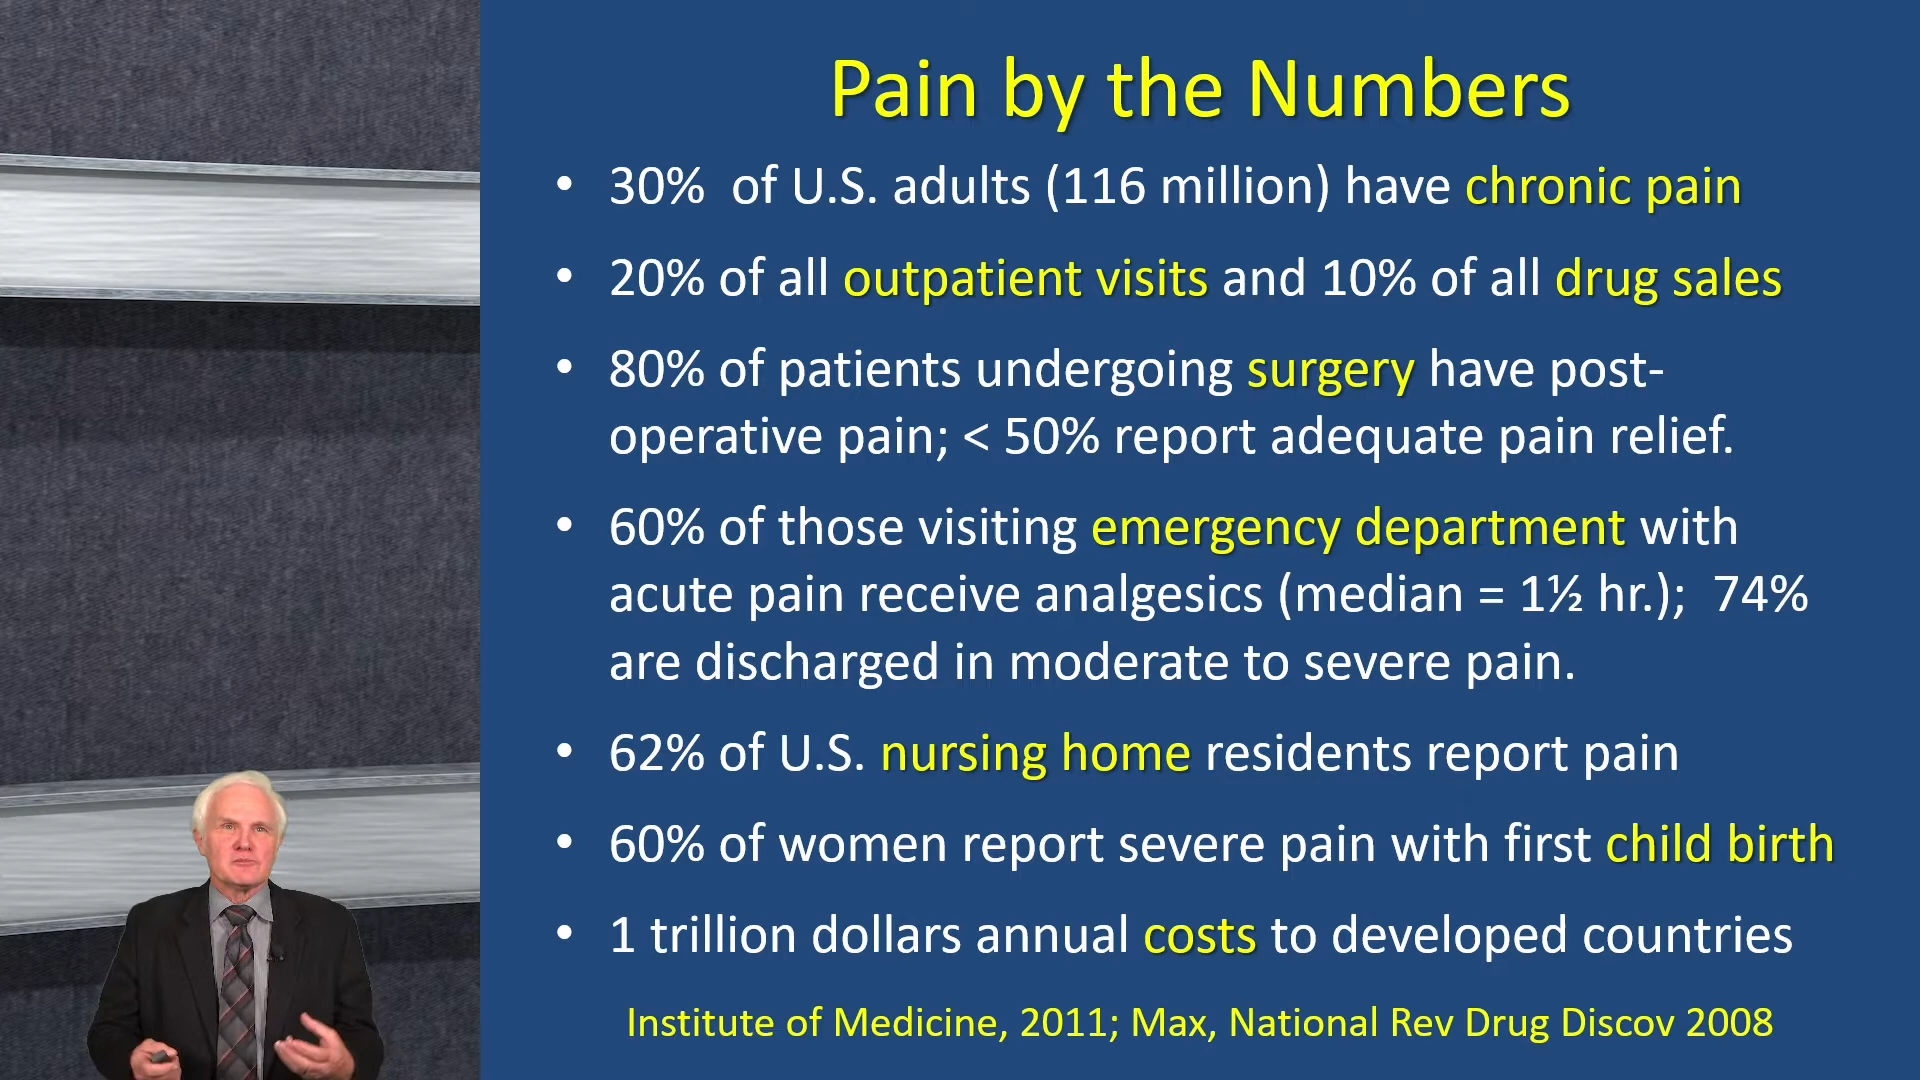 Pain by the Numbers
• 30%  of U.S. adults (116 million) have chronic pain
• 20% of all outpatient visits and 10% of all drug sales
• 80% of patients undergoing surgery have post-
operative pain; < 50% report adequate pain relief.
• 60% of those visiting emergency department with
acute pain receive analgesics (median = 1½ hr.);  74%
are discharged in moderate to severe pain.
• 62% of U.S. nursing home residents report pain
• 60% of women report severe pain with first child birth
• 1 trillion dollars annual costs to developed countries
Institute of Medicine, 2011; Max, National Rev Drug Discov 2008